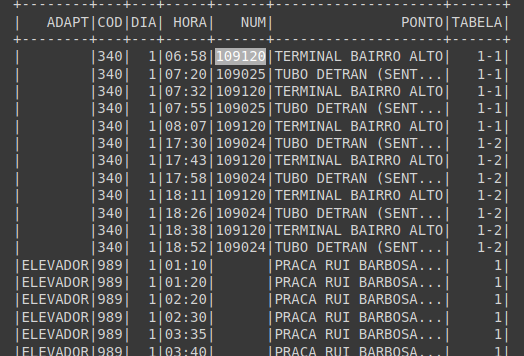 +--------+---+---+-----+------+--------------------+------+
|   ADAPT|COD|DIA| HORA|   NUM|               PONTO|TABELA|
+--------+---+---+-----+------+--------------------+------+
|        |340|  1|06:58|109120|TERMINAL BAIRRO ALTO|   1-1|
|        |340|  1|07:20|109025|TUBO DETRAN (SENT...|   1-1|
|        |340|  1|07:32|109120|TERMINAL BAIRRO ALTO|   1-1|
|        |340|  1|07:55|109025|TUBO DETRAN (SENT...|   1-1|
|        |340|  1|08:07|109120|TERMINAL BAIRRO ALTO|   1-1|
|        |340|  1|17:30|109024|TUBO DETRAN (SENT...|   1-2|
|        |340|  1|17:43|109120|TERMINAL BAIRRO ALTO|   1-2|
|        |340|  1|17:58|109024|TUBO DETRAN (SENT...|   1-2|
|        |340|  1|18:11|109120|TERMINAL BAIRRO ALTO|   1-2|
|        |340|  1|18:26|109024|TUBO DETRAN (SENT...|   1-2|
|        |340|  1|18:38|109120|TERMINAL BAIRRO ALTO|   1-2|
|        |340|  1|18:52|109024|TUBO DETRAN (SENT...|   1-2|
|ELEVADOR|989|  1|01:10|      |PRACA RUI BARBOSA...|     1|
|ELEVADOR|989|  1|01:20|      |PRACA RUI BARBOSA...|     1|
|ELEVADOR|989|  1|02:20|      |PRACA RUI BARBOSA...|     1|
|ELEVADOR|989|  1|02:30|      |PRACA RUI BARBOSA...|     1|
|ELEVADOR|989|  1|03:35|      |PRACA RUI BARBOSA...|     1|
|ELEVADOR|989|  1|03:40|      |PRACA RUI BARBOSA...|     1|